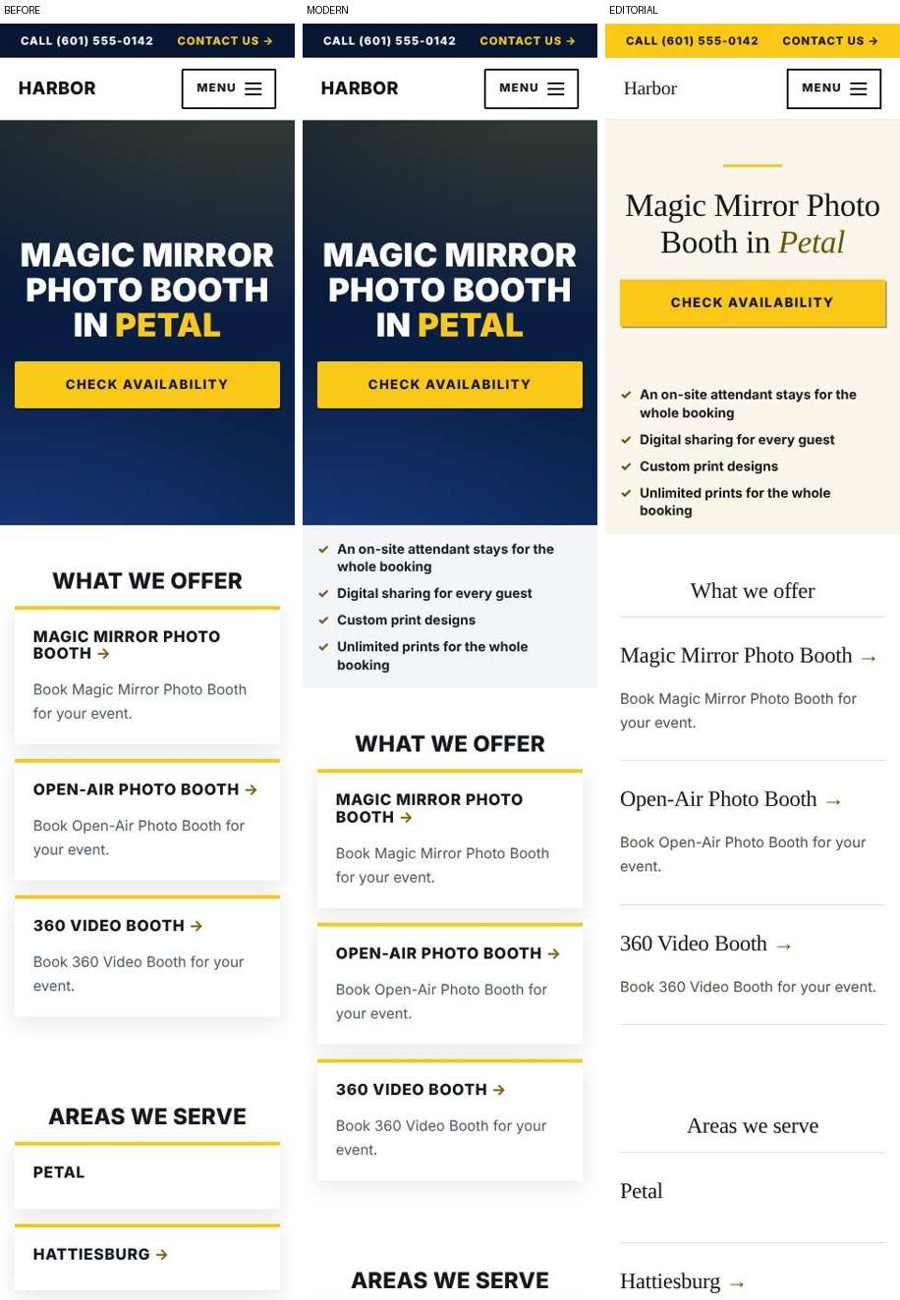 BEFORE
CALL (601) 555-0142 CONTACT US →
HARBOR
MENU
MAGIC MIRROR
PHOTO BOOTH
IN PETAL
CHECK AVAILABILITY
WHAT WE OFFER
MAGIC MIRROR PHOTO
BOOTH →
Book Magic Mirror Photo Booth
for your event.
OPEN-AIR PHOTO BOOTH →
Book Open-Air Photo Booth for
your event.
360 VIDEO BOOTH →
Book 360 Video Booth for your
event.
AREAS WE SERVE
PETAL
HATTIESBURG →
MODERN
CALL (601) 555-0142 CONTACT US →
HARBOR
MENU
MAGIC MIRROR
PHOTO BOOTH
IN PETAL
CHECK AVAILABILITY
✓ An on-site attendant stays for the
whole booking
✓ Digital sharing for every guest
✓ Custom print designs
✓ Unlimited prints for the whole
booking
WHAT WE OFFER
MAGIC MIRROR PHOTO
BOOTH →
Book Magic Mirror Photo Booth
for your event.
OPEN-AIR PHOTO BOOTH →
Book Open-Air Photo Booth for
your event.
360 VIDEO BOOTH →
Book 360 Video Booth for your
event.
AREAS WE SERVE
EDITORIAL
CALL (601) 555-0142 CONTACT US →
Harbor
MENU
Magic Mirror Photo
Booth in Petal
CHECK AVAILABILITY
✓ An on-site attendant stays for the
whole booking
✓ Digital sharing for every guest
✓ Custom print designs
✓ Unlimited prints for the whole
booking
What we offer
Magic Mirror Photo Booth →
Book Magic Mirror Photo Booth for
your event.
Open-Air Photo Booth →
Book Open-Air Photo Booth for your
event.
360 Video Booth →
Book 360 Video Booth for your event.
Areas we serve
Petal
Hattiesburg →